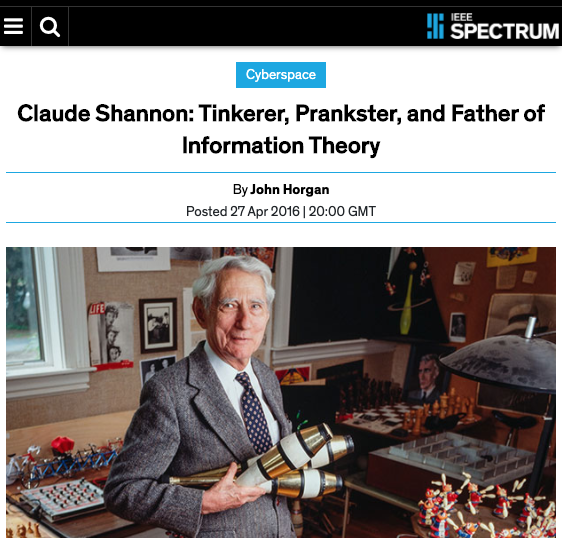 IEEE
SPECTRUM
Cyberspace
Claude Shannon: Tinkerer, Prankster, and Father of
Information Theory
By John Horgan
Posted 27 Apr 2016 | 20:00 GMT
LIFE